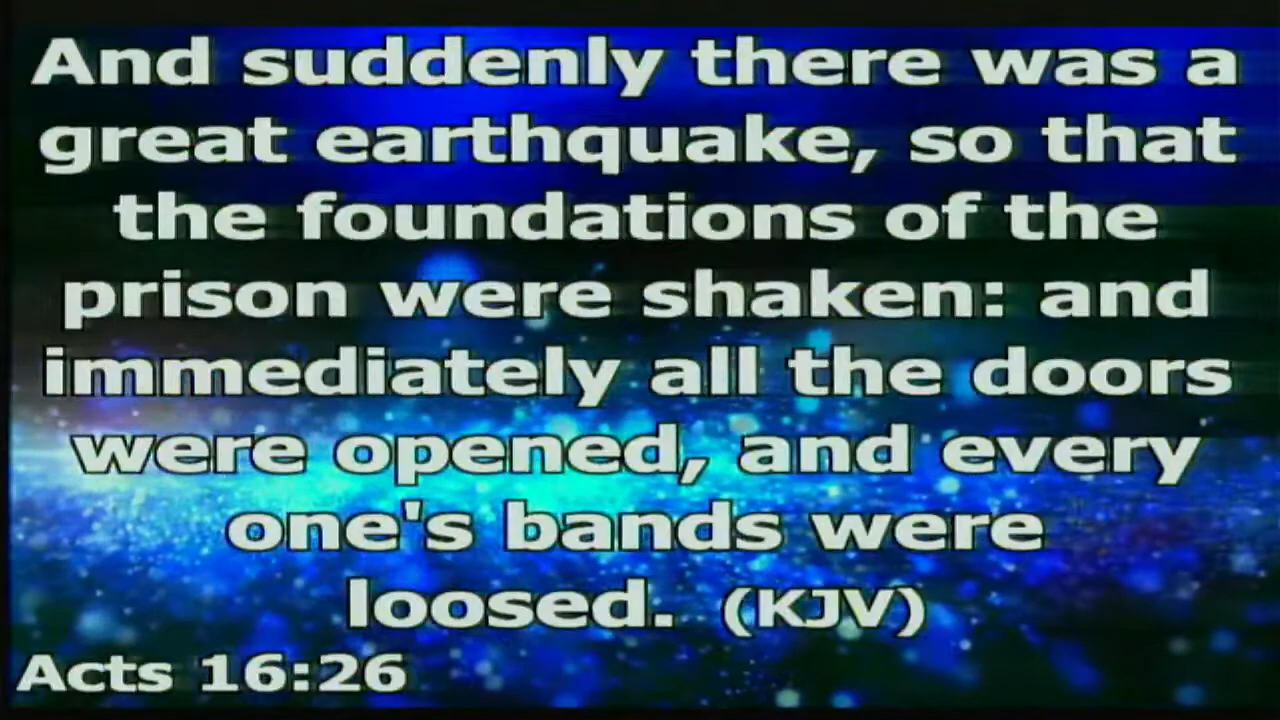 And suddenly there was a
great earthquake, so that
the foundations of the
prison were shaken: and
immediately all the doors
were opened, and every
one's bands were
loosed. (KJV)
Acts 16:26